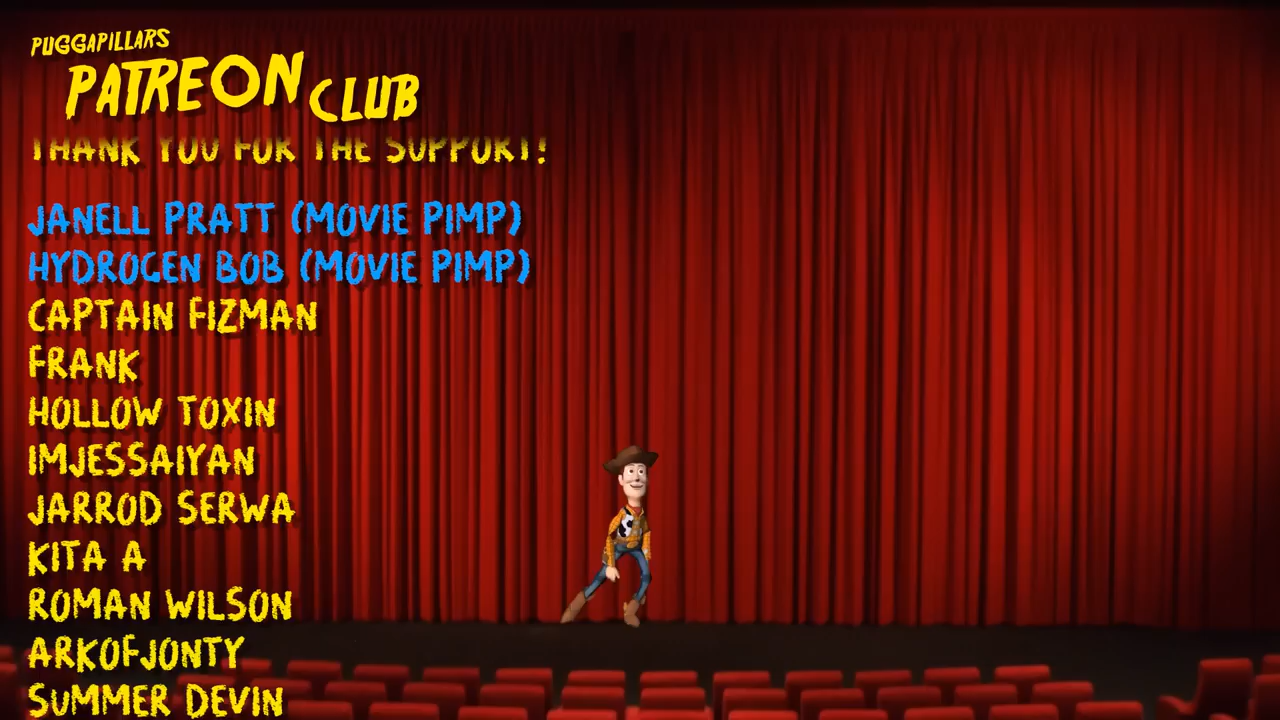 PUGGAPILLARS
PATREON CLUB
THANK YOU FOR THE SUPPORT!
JANELL PRATT (MOVIE PIMP)
HYDROGEN BOB (MOVIE PIMP)
CAPTAIN FIZMAN
FRANK
HOLLOW TOXIN
IMJESSAIYAN
JARROD SERWA
KITA A
ROMAN WILSON
ARKOFJONTY
SUMMER DEVIN